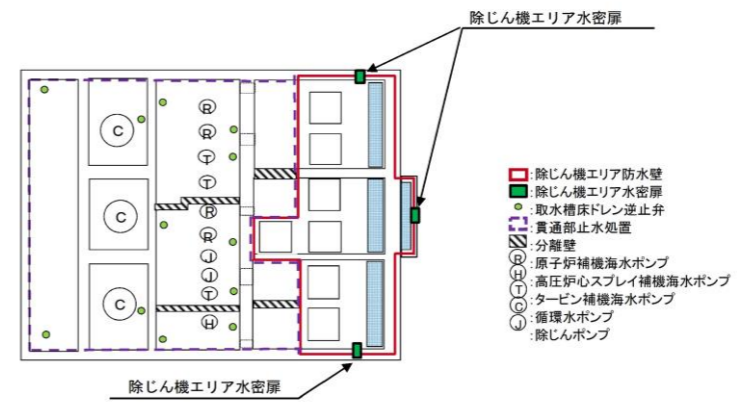 除じん機エリア水密扉
C
C
C
R
R
T
T
R
R
J
J
T
H
:除じん機エリア防水壁
:除じん機エリア水密扉
:取水槽床ドレン逆止弁
:貫通部止水処置
:分離壁
R :原子炉補機海水ポンプ
H :高圧炉心スプレイ補機海水ポンプ
T :タービン補機海水ポンプ
C :循環水ポンプ
J :除じんポンプ
除じん機エリア水密扉